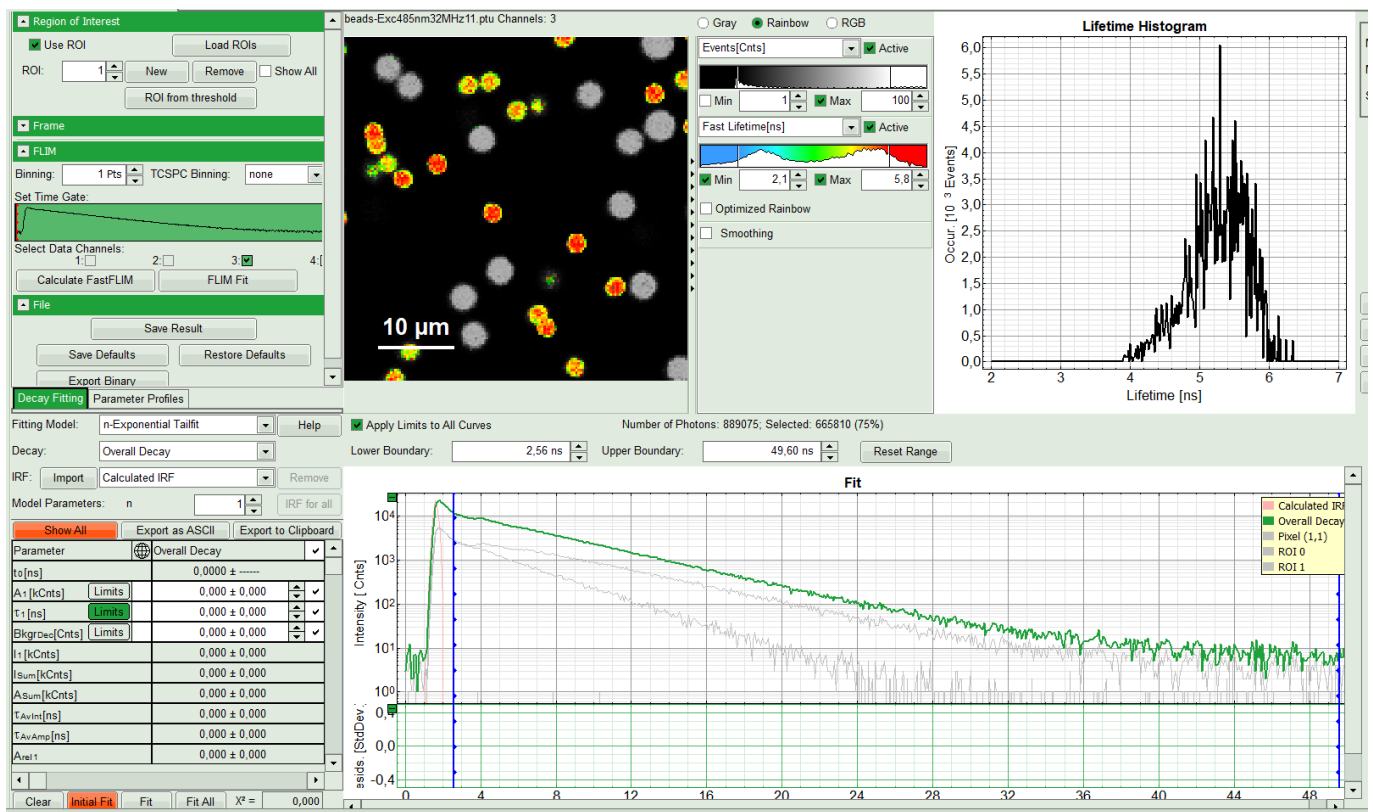 Region of Interest
Use ROI
Load ROIs
ROI:
1
New
Remove
Show All
ROI from threshold
Frame
FLIM
Binning:
1 Pts
TCSPC Binning:
none
Set Time Gate:
Select Data Channels:
1:
2:
3:
4:
Calculate FastFLIM
FLIM Fit
File
Save Result
Save Defaults
Restore Defaults
Export Binary
beads-Exc485nm32MHz11.ptu Channels: 3
10 µm
Gray
Rainbow
RGB
Events[Cnts]
Active
Min
1
Max
100
Fast Lifetime[ns]
Active
Min
2,1
Max
5,8
Optimized Rainbow
Smoothing
Lifetime Histogram
Occur. [10 3 Events]
6,0
5,5
5,0
4,5
4,0
3,5
3,0
2,5
2,0
1,5
1,0
0,5
0,0
2 3 4 5 6 7
Lifetime [ns]
Decay Fitting
Parameter Profiles
Fitting Model:
n-Exponential Tailfit
Help
Decay:
Overall Decay
IRF:
Import
Calculated IRF
Remove
Model Parameters: n
1
IRF for all
Show All
Export as ASCII
Export to Clipboard
Parameter
Overall Decay
to[ns]
0,0000 ± ------
A1[kCnts]
Limits
0,000 ± 0,000
τ1[ns]
Limits
0,000 ± 0,000
BkgrDec[Cnts]
Limits
0,000 ± 0,000
I1[kCnts]
0,000 ± 0,000
ISum[kCnts]
0,000 ± 0,000
ASum[kCnts]
0,000 ± 0,000
τAvInt[ns]
0,000 ± 0,000
τAvAmp[ns]
0,000 ± 0,000
Arel1
0,000 ± 0,000
Clear
Initial Fit
Fit
Fit All
X² =
0,000
Apply Limits to All Curves
Number of Photons: 889075; Selected: 665810 (75%)
Lower Boundary:
2,56 ns
Upper Boundary:
49,60 ns
Reset Range
Fit
Intensity [ Cnts]
104
103
102
101
100
Calculated IRF
Overall Decay
Pixel (1,1)
ROI 0
ROI 1
esids. [StdDev.
0,4
0,0
-0,4
0 4 8 12 16 20 24 28 32 36 40 44 48